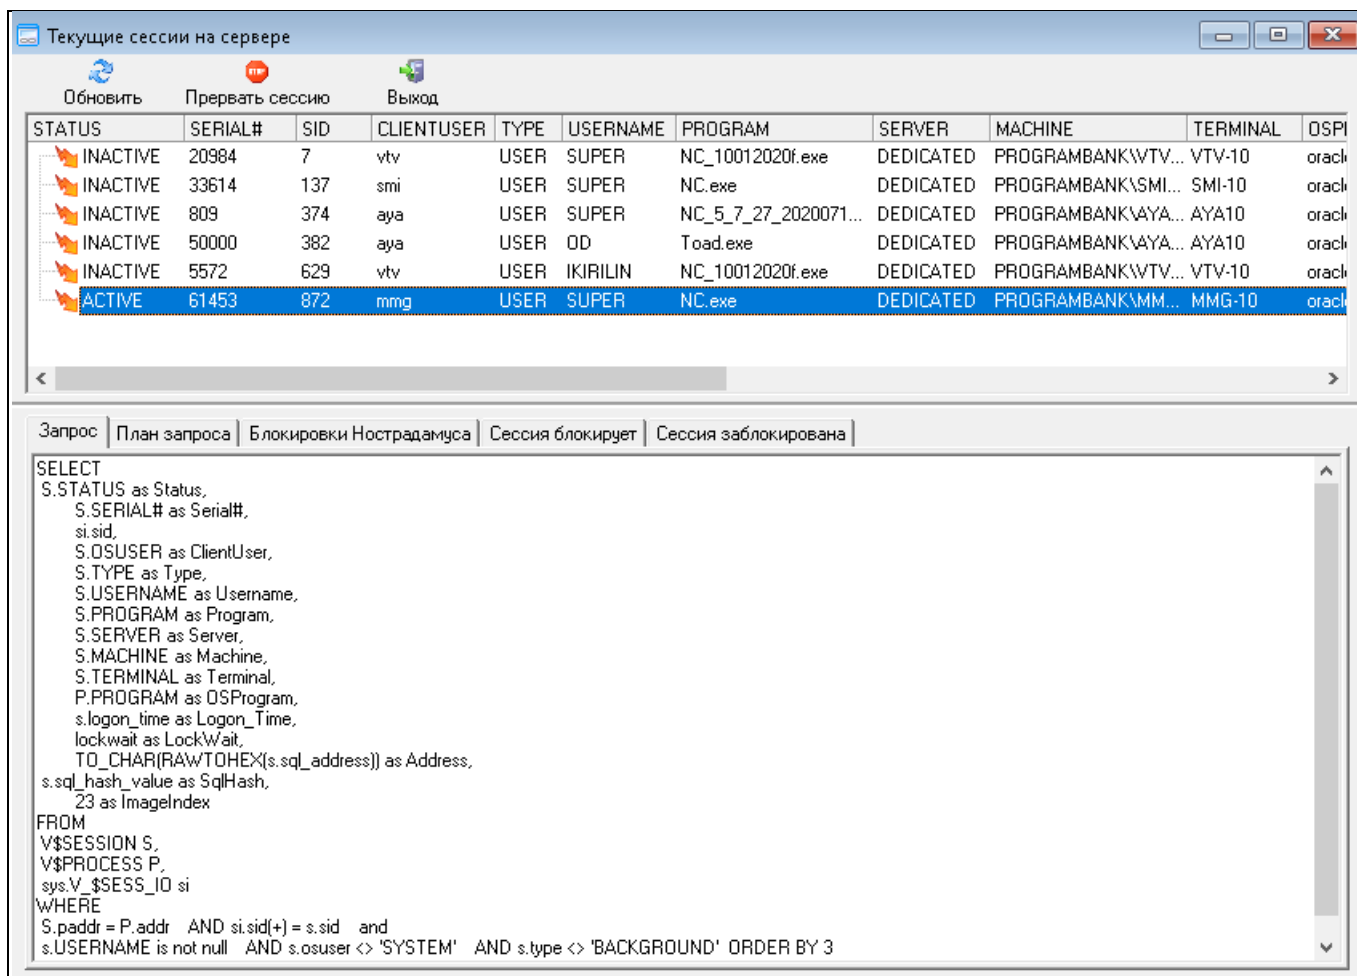 Текущие сессии на сервере
Обновить Прервать сессию Выход
STATUS SERIAL# SID CLIENTUSER TYPE USERNAME PROGRAM SERVER MACHINE TERMINAL OSPI
INACTIVE 20984 7 vtv USER SUPER NC_10012020f.exe DEDICATED PROGRAMBANK\VTV... VTV-10 oracl
INACTIVE 33614 137 smi USER SUPER NC.exe DEDICATED PROGRAMBANK\SMI... SMI-10 oracl
INACTIVE 809 374 aya USER SUPER NC_5_7_27_2020071... DEDICATED PROGRAMBANK\AYA... AYA10 oracl
INACTIVE 50000 382 aya USER OD Toad.exe DEDICATED PROGRAMBANK\AYA... AYA10 oracl
INACTIVE 5572 629 vtv USER IKIRILIN NC_10012020f.exe DEDICATED PROGRAMBANK\VTV... VTV-10 oracl
ACTIVE 61453 872 mmg USER SUPER NC.exe DEDICATED PROGRAMBANK\MM... MMG-10 oracl
Запрос План запроса Блокировки Нострадамуса Сессия блокирует Сессия заблокирована
SELECT
S.STATUS as Status,
S.SERIAL# as Serial#,
si.sid,
S.OSUSER as ClientUser,
S.TYPE as Type,
S.USERNAME as Username,
S.PROGRAM as Program,
S.SERVER as Server,
S.MACHINE as Machine,
S.TERMINAL as Terminal,
P.PROGRAM as OSProgram,
s.logon_time as Logon_Time,
lockwait as LockWait,
TO_CHAR(RAWTOHEX(s.sql_address)) as Address,
s.sql_hash_value as SqlHash,
23 as ImageIndex
FROM
V$SESSION S,
V$PROCESS P,
sys.V_$SESS_IO si
WHERE
S.paddr = P.addr AND si.sid(+) = s.sid and
s.USERNAME is not null AND s.osuser <> 'SYSTEM' AND s.type <> 'BACKGROUND' ORDER BY 3